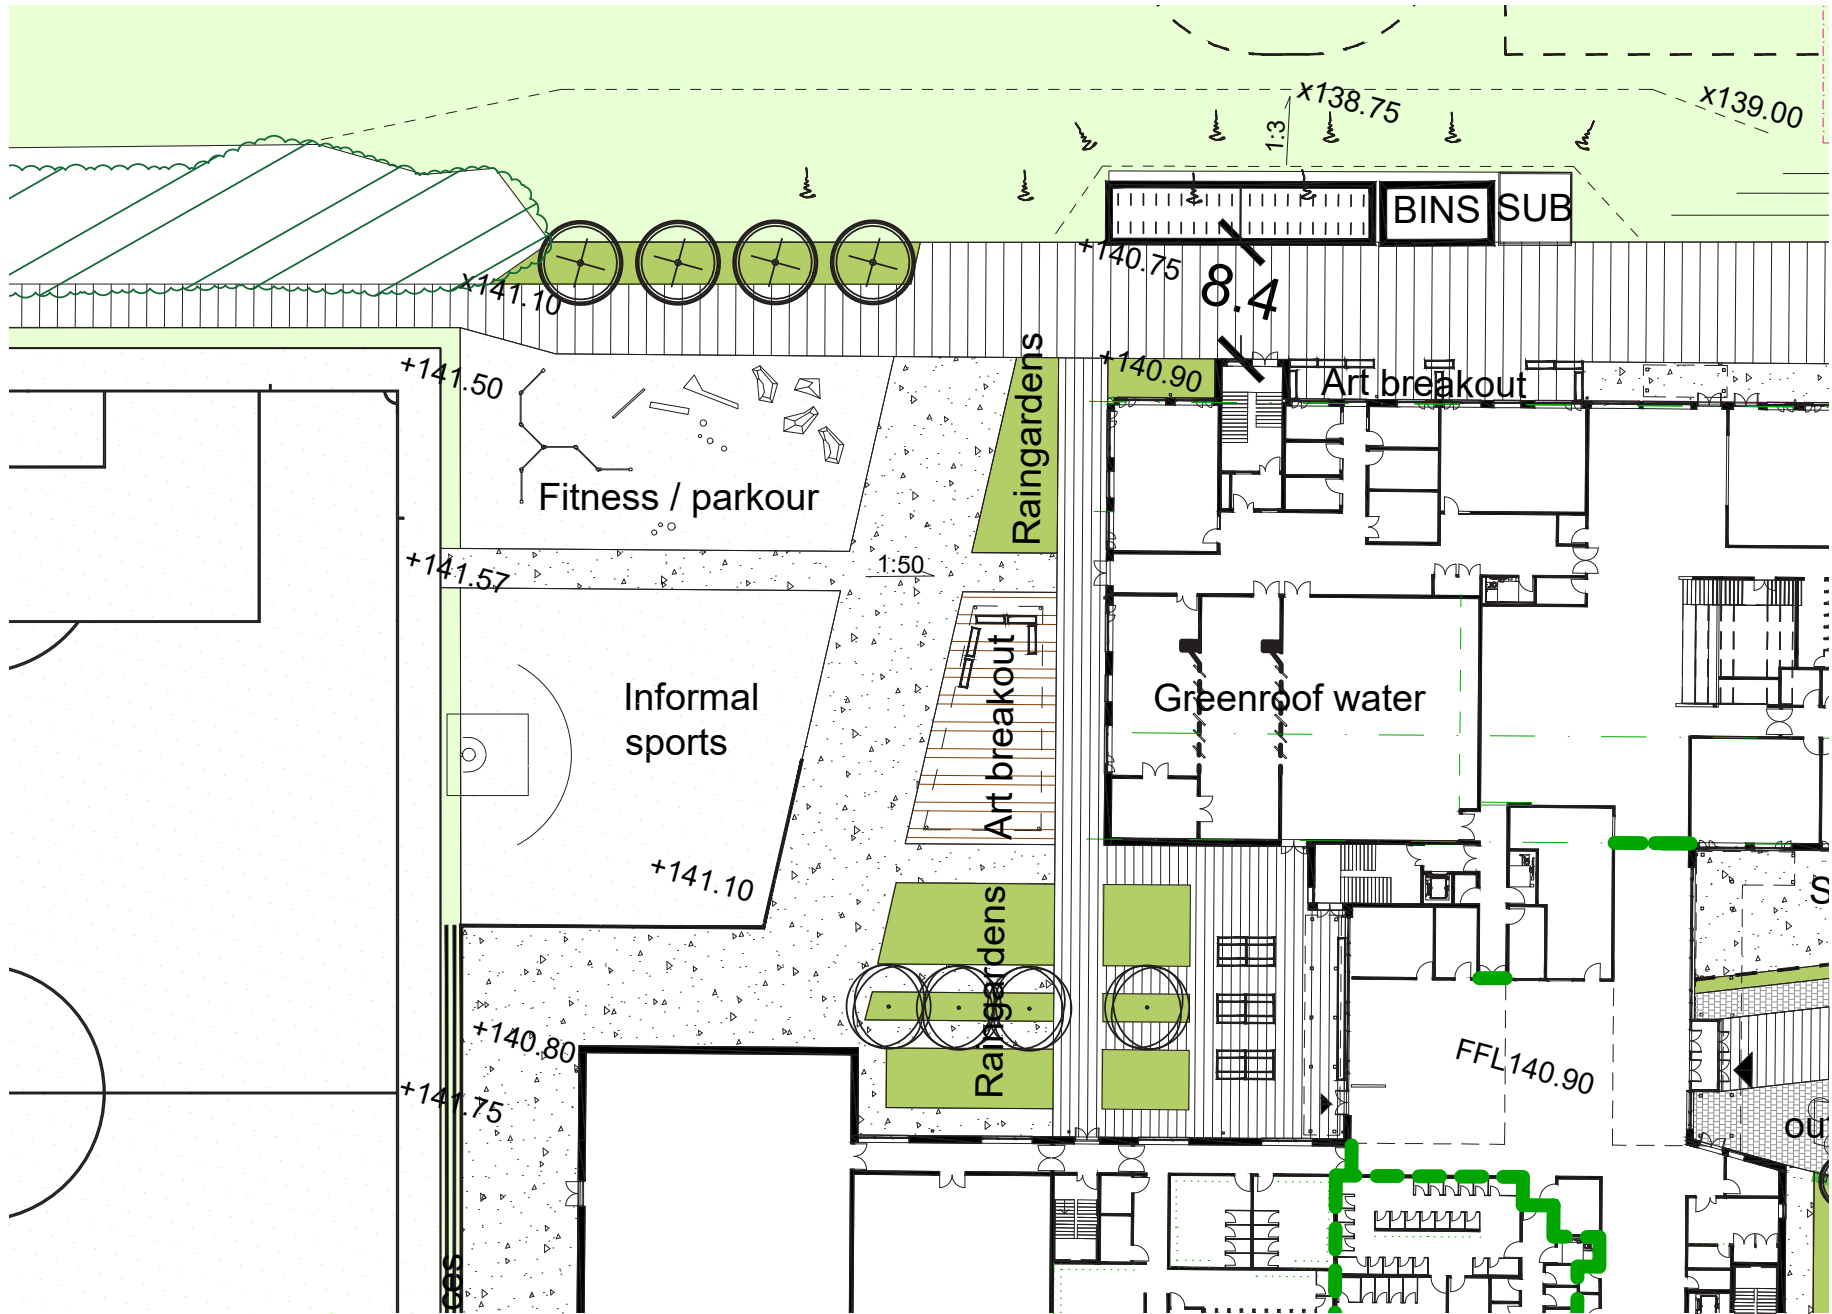 x138.75
x139.00
1:3
BINS
SUB
+140.75
x141.10
8.4
+141.50
+140.90
Art breakout
Raingardens
Fitness / parkour
+141.57
1:50
Informal
sports
Art breakout
Greenroof water
+141.10
Raingardens
+140.80
FFL140.90
+141.75
ces